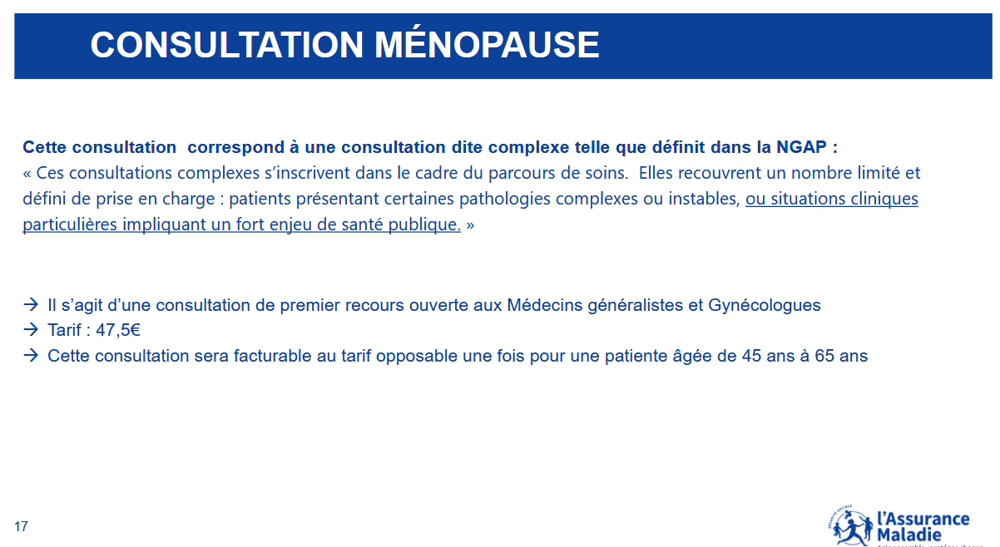 CONSULTATION MÉNOPAUSE
Cette consultation  correspond à une consultation dite complexe telle que définit dans la NGAP :
« Ces consultations complexes s’inscrivent dans le cadre du parcours de soins.  Elles recouvrent un nombre limité et
défini de prise en charge : patients présentant certaines pathologies complexes ou instables, ou situations cliniques
particulières impliquant un fort enjeu de santé publique. »
→ Il s’agit d’une consultation de premier recours ouverte aux Médecins généralistes et Gynécologues
→ Tarif : 47,5€
→ Cette consultation sera facturable au tarif opposable une fois pour une patiente âgée de 45 ans à 65 ans
17
SÉCURITÉ SOCIALE
l’Assurance
Maladie